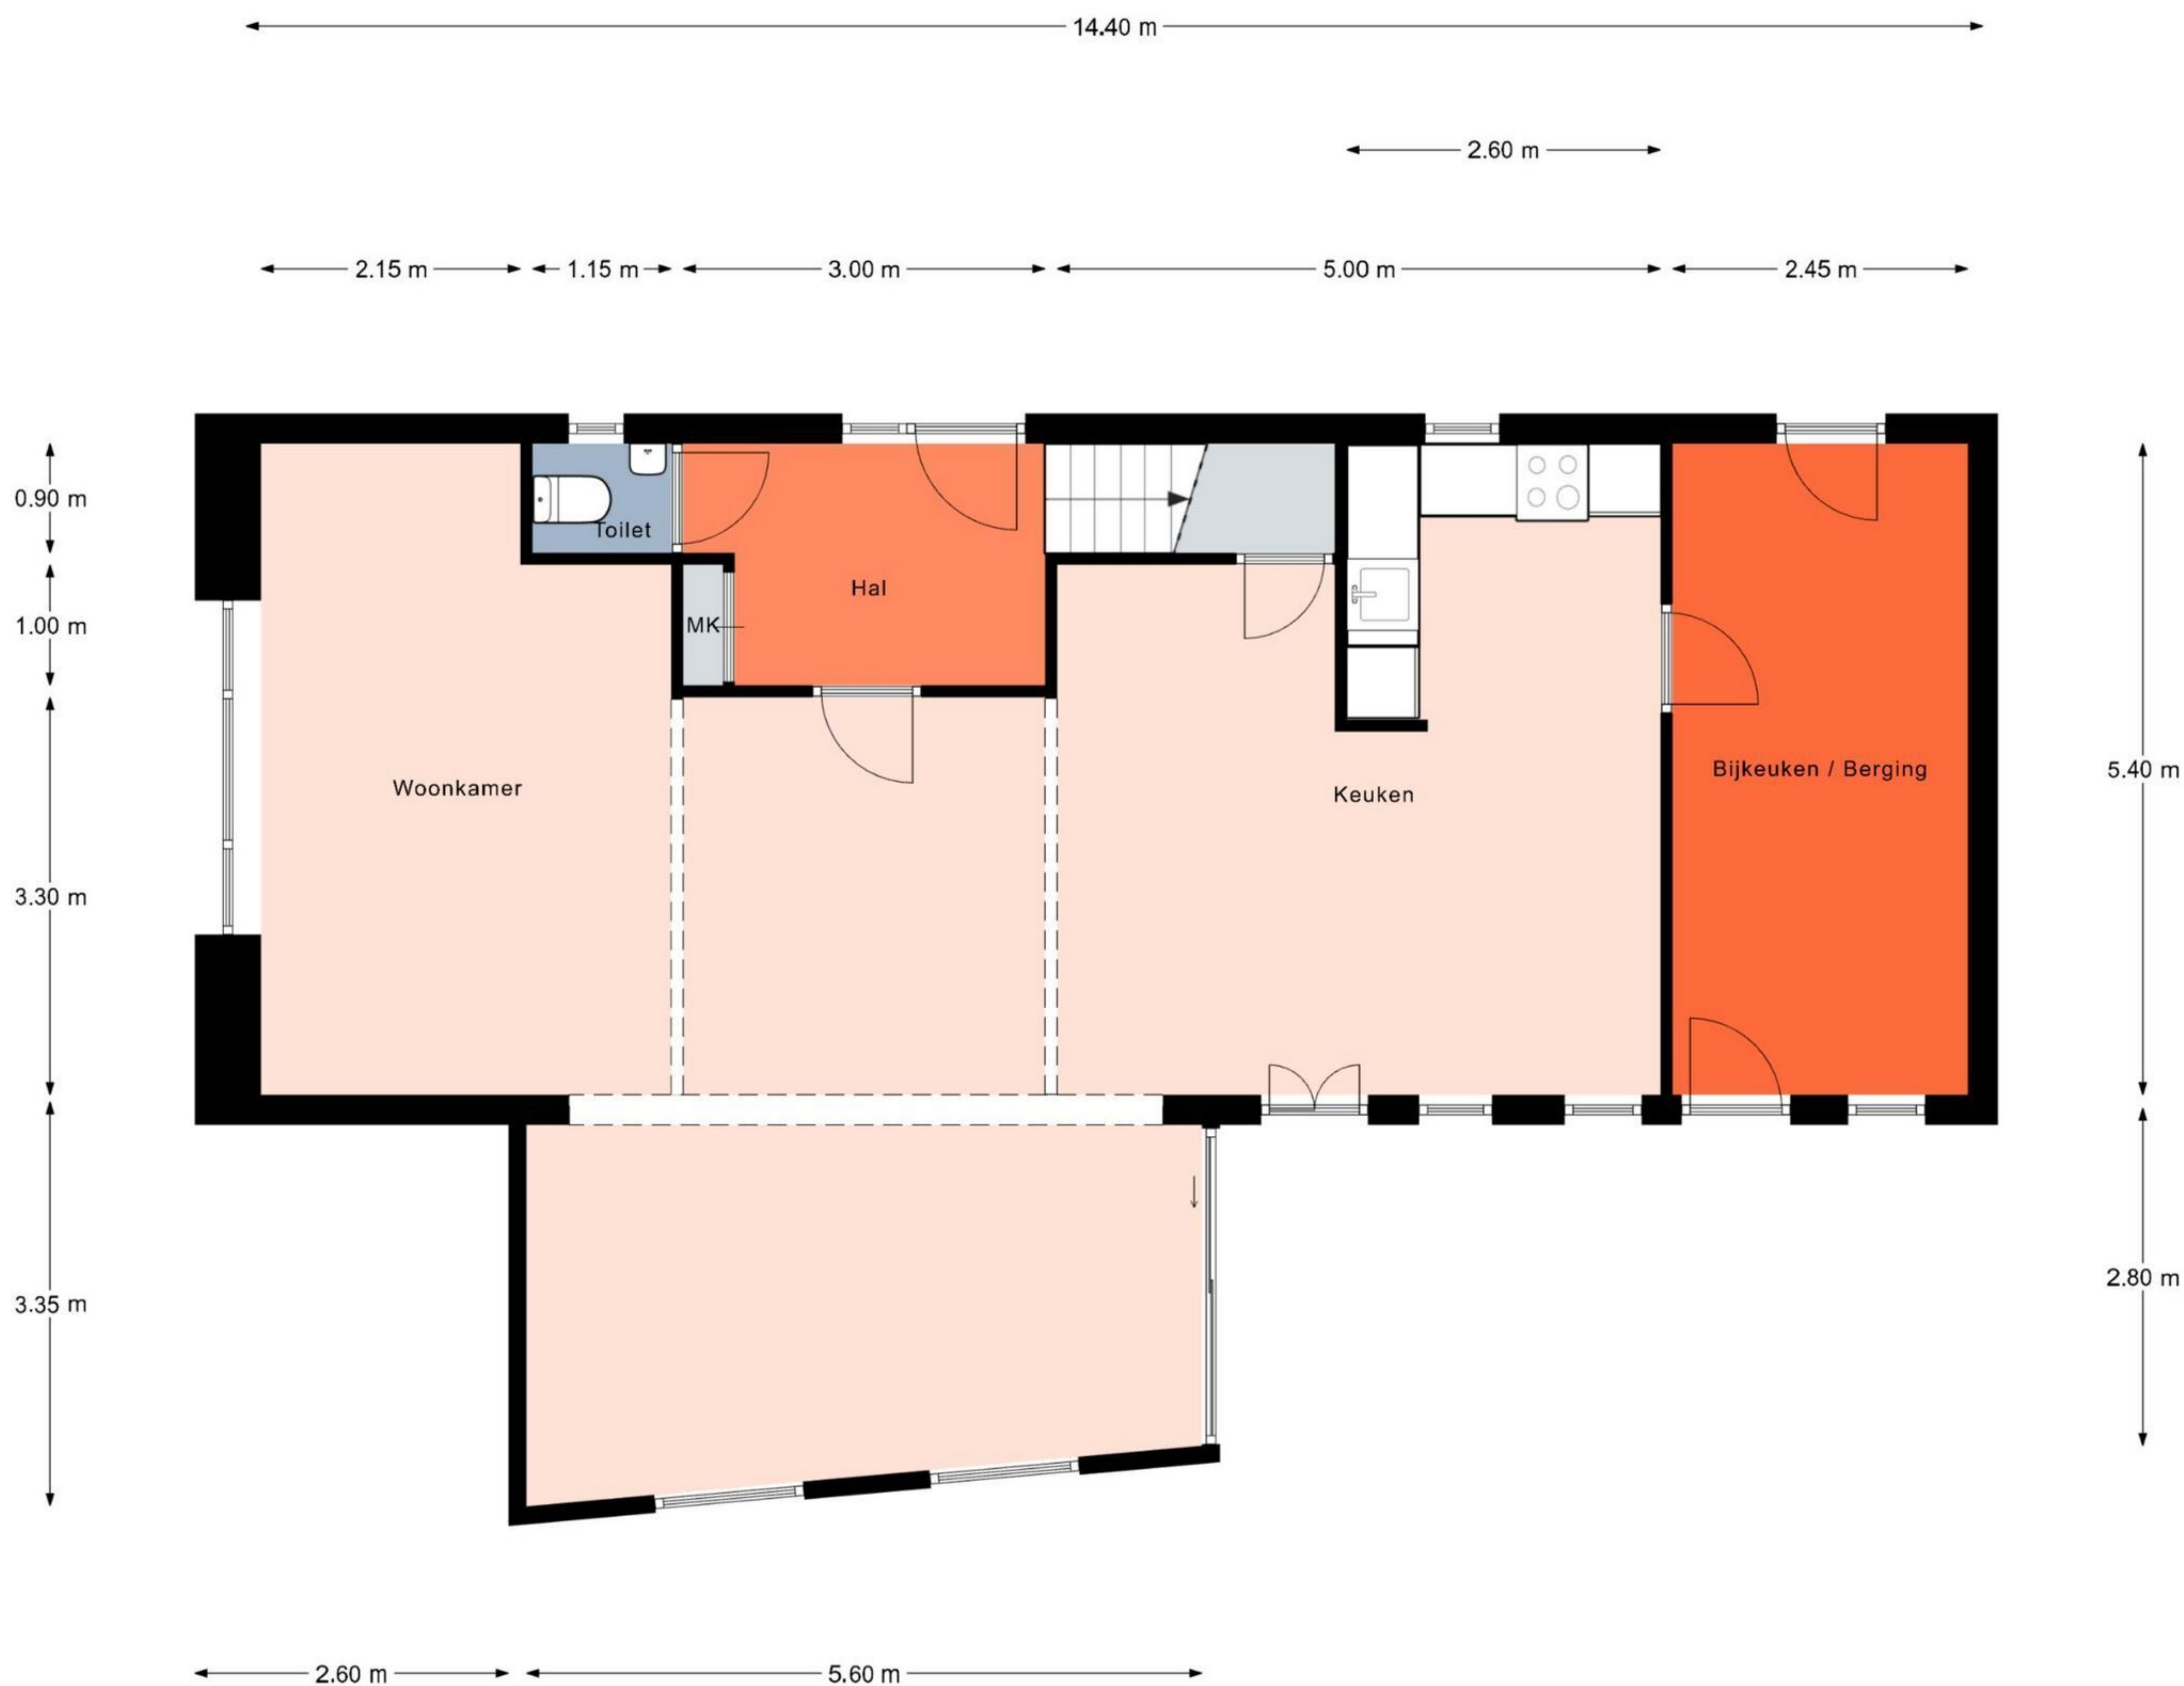 14.40 m
2.60 m
2.15 m
1.15 m
3.00 m
5.00 m
2.45 m
0.90 m
Toilet
Hal
1.00 m
MK
Woonkamer
Keuken
Bijkeuken / Berging
5.40 m
3.30 m
3.35 m
2.80 m
2.60 m
5.60 m